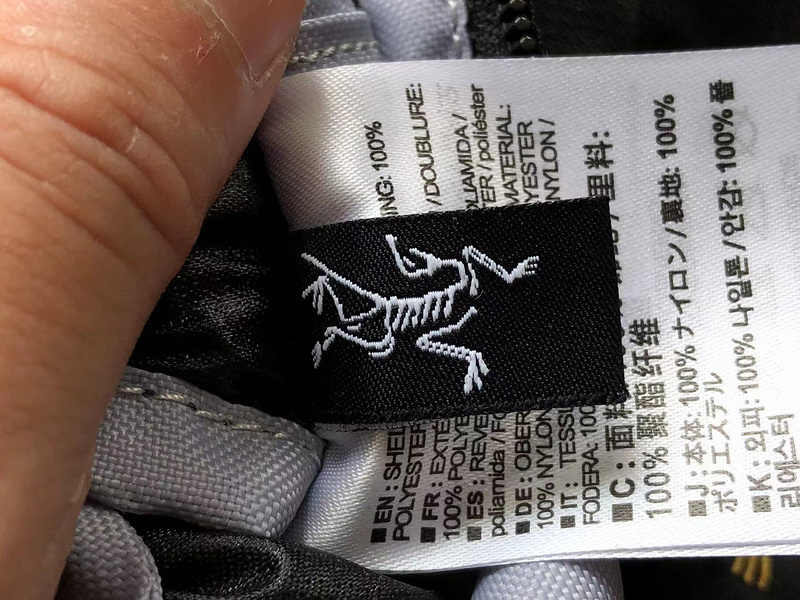 ■EN : SHEL NG: 100%
POLYESTER
■FR : EXTÉ /DOUBLURE:
100% POLYE
■ES : REVE LIAMIDA /
poliamida / FO TER / poliéster
■DE : OBER MATERIAL:
100% NYLON YESTER
■IT : TESSU NYLON /
FODERA: 100
■C : 面料 / 里料:
100% 聚酯纤维
■J : 本体: 100% ナイロン / 裏地: 100%
ポリエステル
■K : 외피: 100% 나일론 / 안감: 100% 폴
리에스터